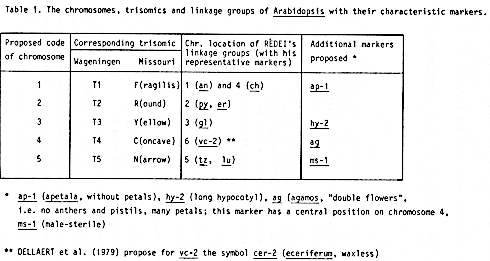 Table 1. The chromosomes, trisomics and linkage groups of Arabidopsis with their characteristic markers.
Proposed code of chromosome | Corresponding trisomic | Chr. location of RÈDEI's linkage groups (with his representative markers) | Additional markers proposed *
Wageningen | Missouri
1 | T1 | F(ragilis) | 1 (an) and 4 (ch) | ap-1
2 | T2 | R(ound) | 2 (py, er)
3 | T3 | Y(ellow) | 3 (gl) | hy-2
4 | T4 | C(oncave) | 6 (vc-2) ** | ag
5 | T5 | N(arrow) | 5 (tz, lu) | ms-1
* ap-1 (apetala, without petals), hy-2 (long hypocotyl), ag (agamos, "double flowers",
i.e. no anthers and pistils, many petals; this marker has a central position on chromosome 4,
ms-1 (male-sterile)
** DELLAERT et al. (1979) propose for vc-2 the symbol cer-2 (eceriferum, waxless)